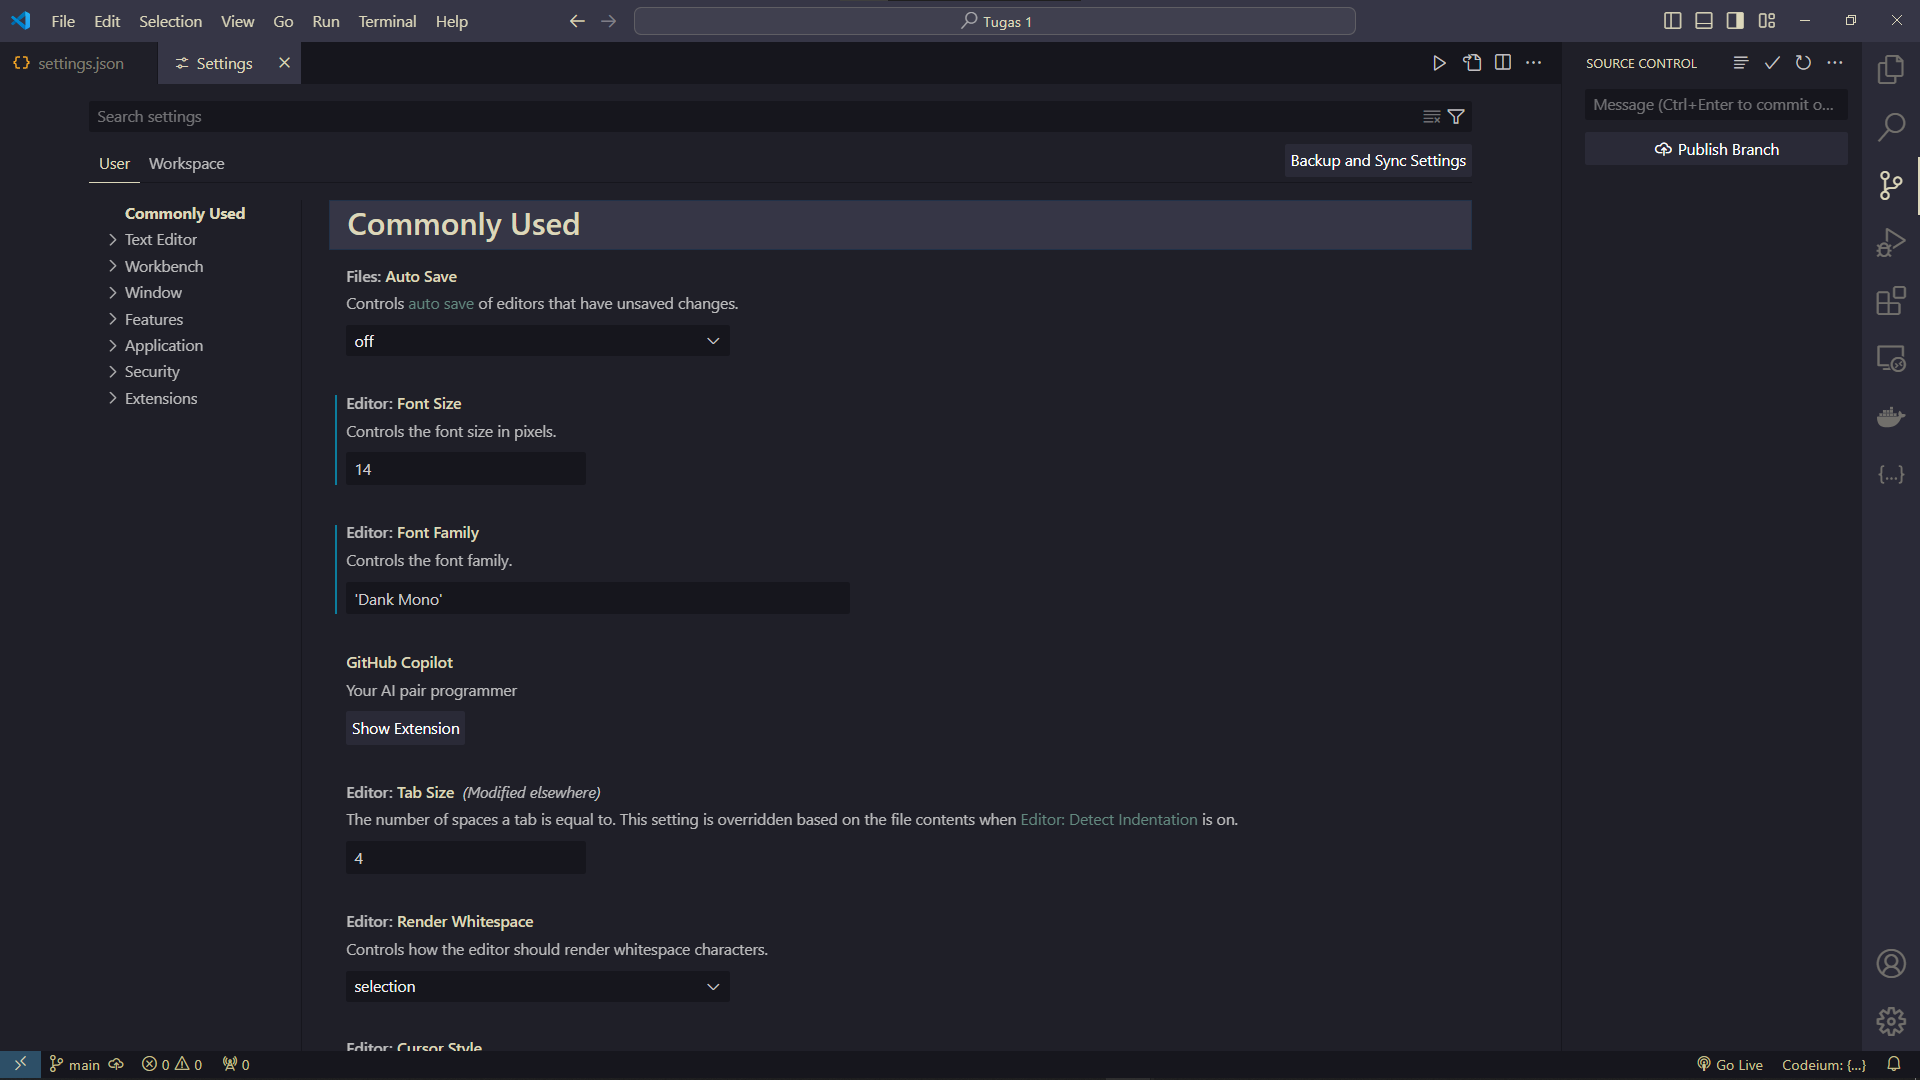 File Edit Selection View Go Run Terminal Help
Tugas 1
settings.json
Settings
SOURCE CONTROL
Search settings
Message (Ctrl+Enter to commit o...
User Workspace
Backup and Sync Settings
Publish Branch
Commonly Used
Text Editor
Workbench
Window
Features
Application
Security
Extensions
Commonly Used
Files: Auto Save
Controls auto save of editors that have unsaved changes.
off
Editor: Font Size
Controls the font size in pixels.
14
Editor: Font Family
Controls the font family.
'Dank Mono'
GitHub Copilot
Your AI pair programmer
Show Extension
Editor: Tab Size (Modified elsewhere)
The number of spaces a tab is equal to. This setting is overridden based on the file contents when Editor: Detect Indentation is on.
4
Editor: Render Whitespace
Controls how the editor should render whitespace characters.
selection
Editor: Cursor Style
main 0 0 0
Go Live Codeium: {...}